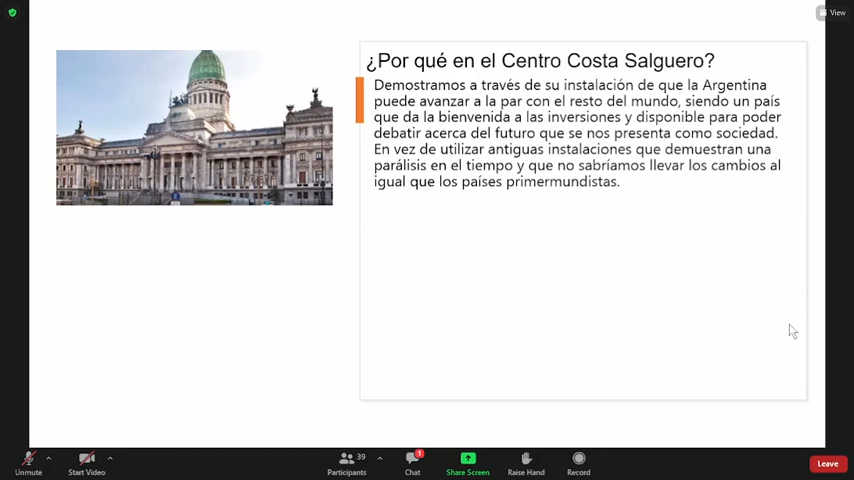 View
¿Por qué en el Centro Costa Salguero?
Demostramos a través de su instalación de que la Argentina
puede avanzar a la par con el resto del mundo, siendo un país
que da la bienvenida a las inversiones y disponible para poder
debatir acerca del futuro que se nos presenta como sociedad.
En vez de utilizar antiguas instalaciones que demuestran una
parálisis en el tiempo y que no sabríamos llevar los cambios al
igual que los países primermundistas.
Unmute
Start Video
39
Participants
1
Chat
Share Screen
Raise Hand
Record
Leave